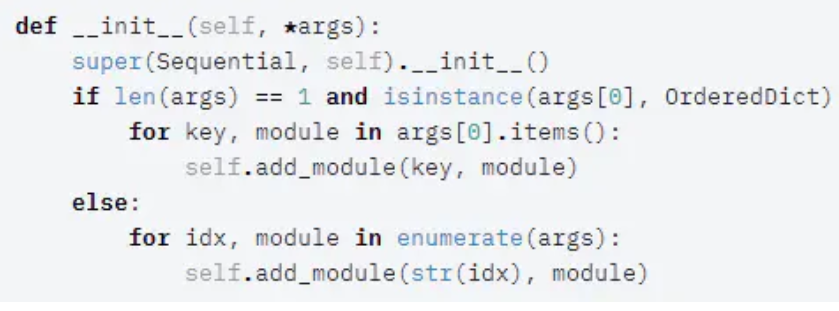 def __init__(self, *args):
    super(Sequential, self).__init__()
    if len(args) == 1 and isinstance(args[0], OrderedDict)
        for key, module in args[0].items():
            self.add_module(key, module)
    else:
        for idx, module in enumerate(args):
            self.add_module(str(idx), module)